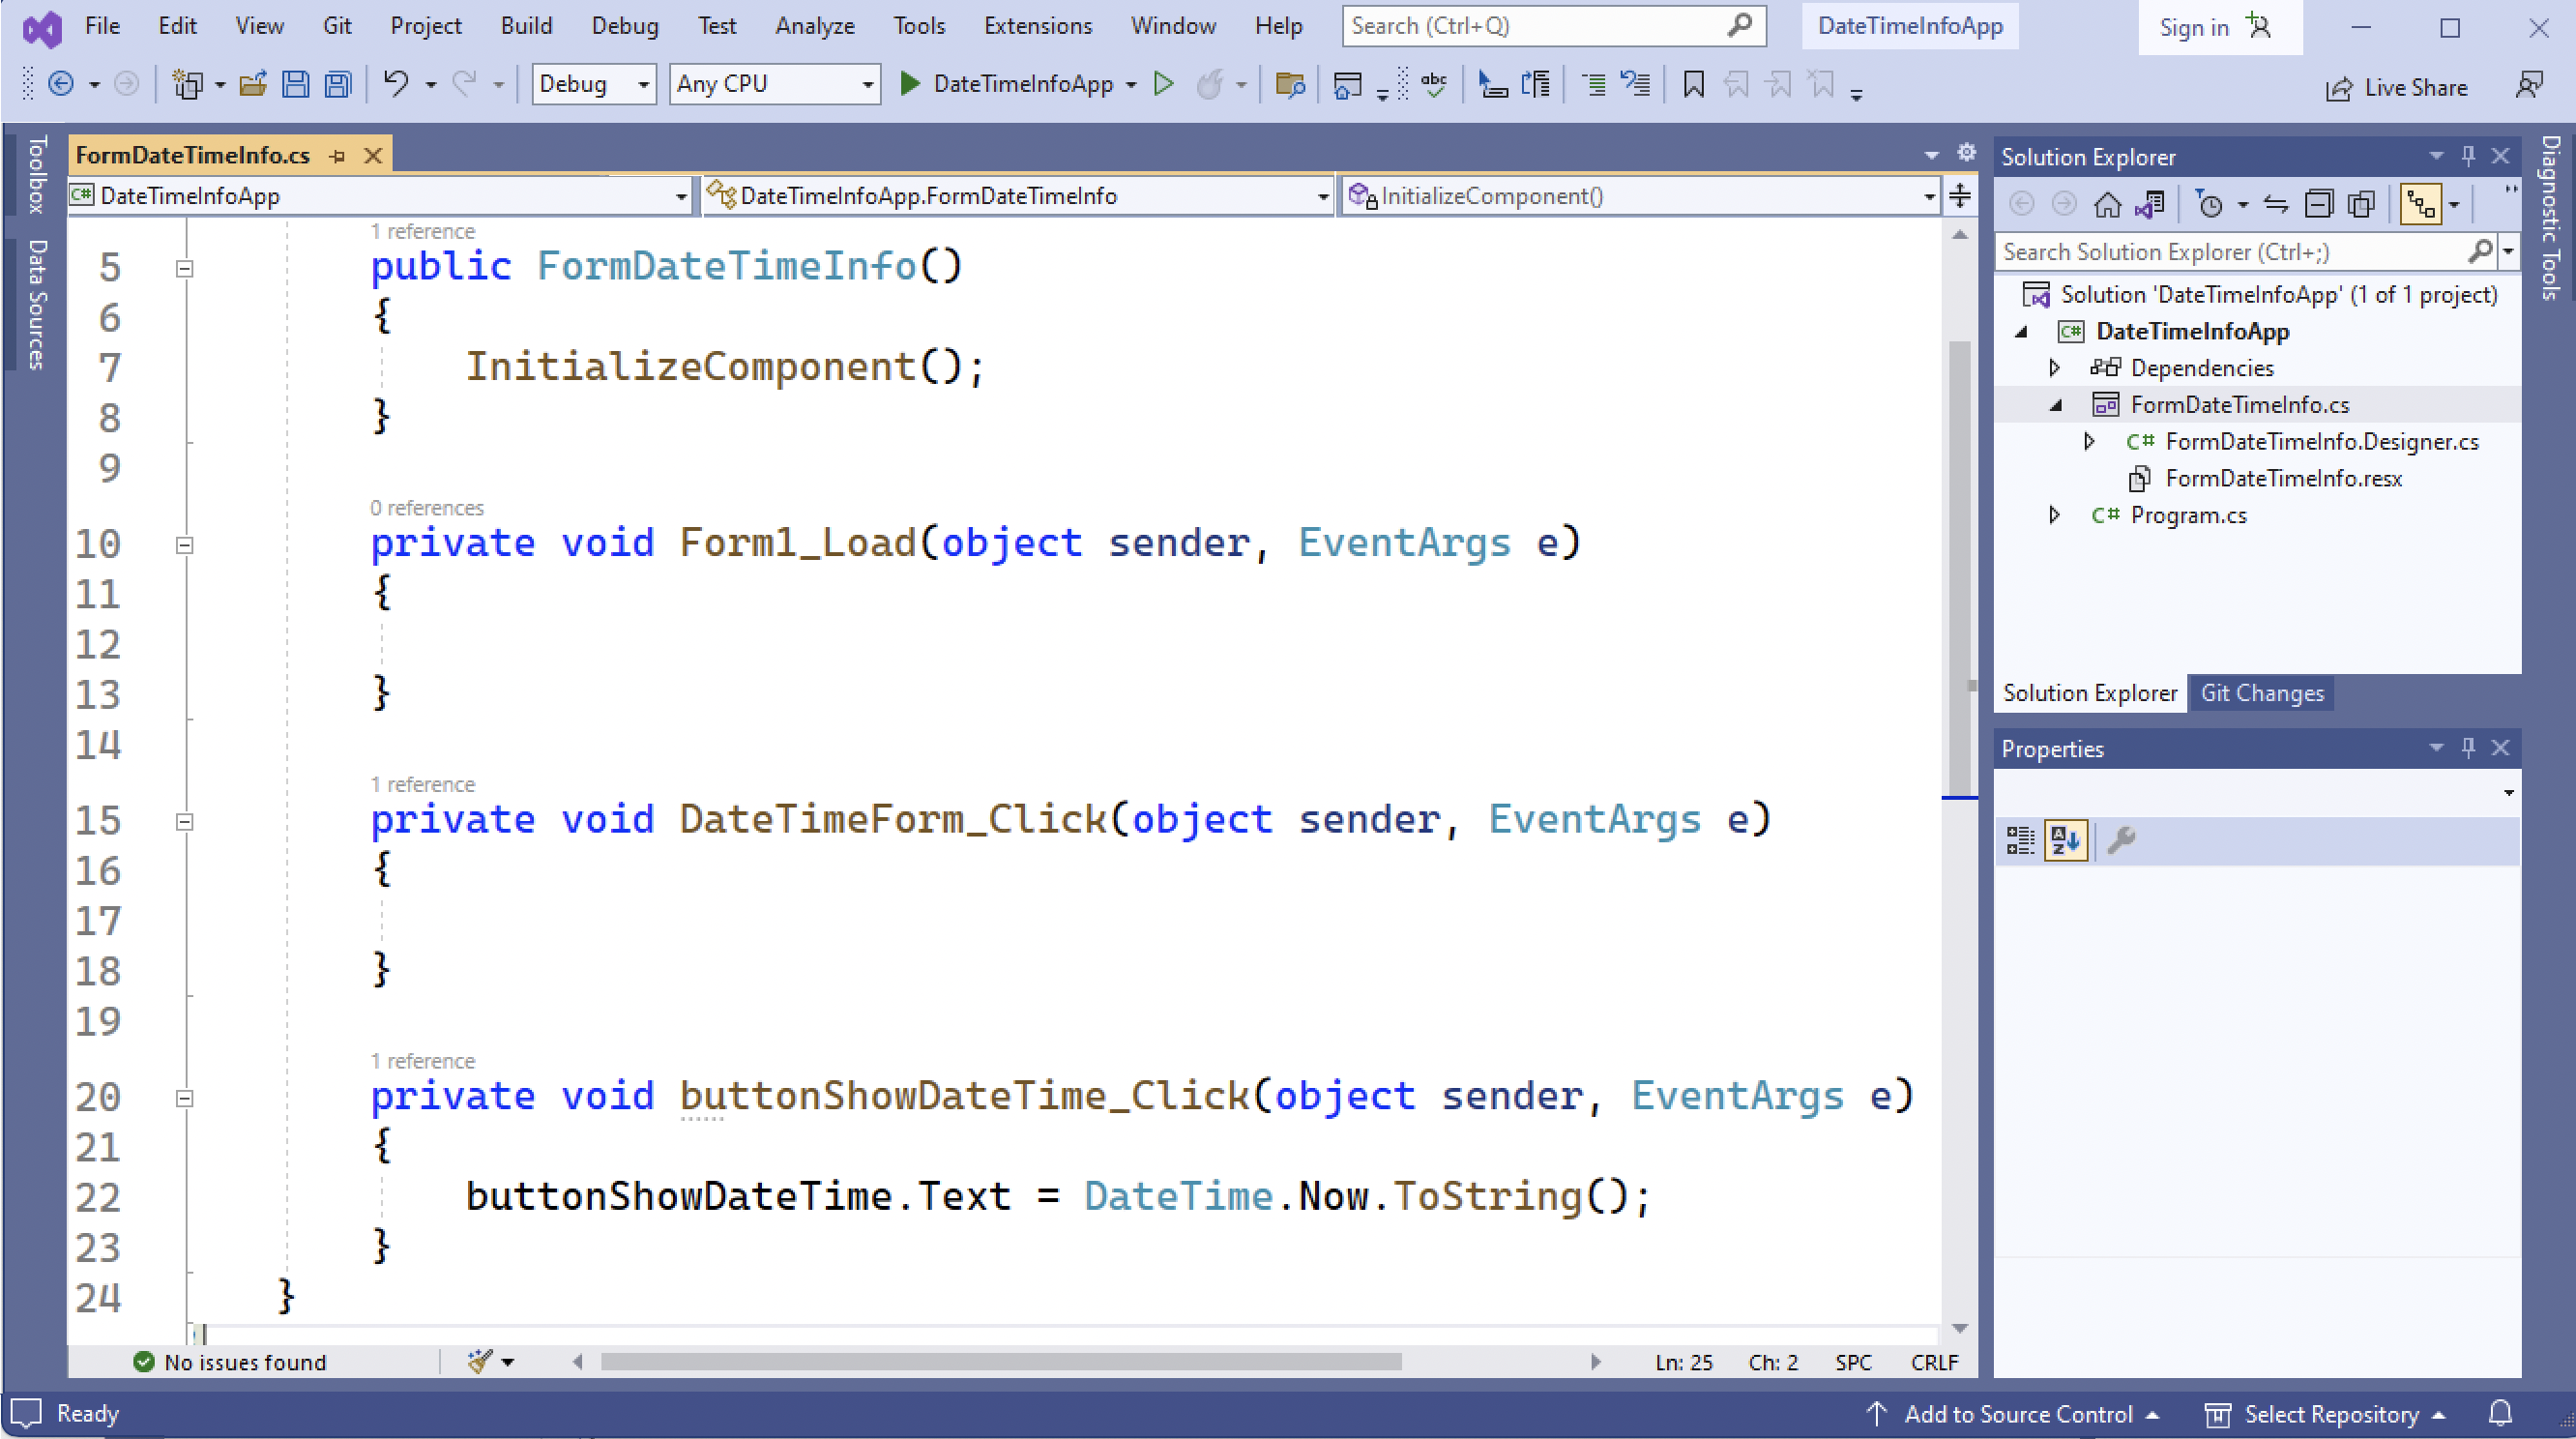 File Edit View Git Project Build Debug Test Analyze Tools Extensions Window Help Search (Ctrl+Q) DateTimeInfoApp Sign in
Debug Any CPU DateTimeInfoApp abc Live Share
Toolbox
Data Sources
FormDateTimeInfo.cs
C# DateTimeInfoApp DateTimeInfoApp.FormDateTimeInfo InitializeComponent()
1 reference
5 public FormDateTimeInfo()
6 {
7 InitializeComponent();
8 }
9
0 references
10 private void Form1_Load(object sender, EventArgs e)
11 {
12
13 }
14
1 reference
15 private void DateTimeForm_Click(object sender, EventArgs e)
16 {
17
18 }
19
1 reference
20 private void buttonShowDateTime_Click(object sender, EventArgs e)
21 {
22 buttonShowDateTime.Text = DateTime.Now.ToString();
23 }
24 }
No issues found Ln: 25 Ch: 2 SPC CRLF
Solution Explorer
Search Solution Explorer (Ctrl+;)
Solution 'DateTimeInfoApp' (1 of 1 project)
C# DateTimeInfoApp
Dependencies
FormDateTimeInfo.cs
C# FormDateTimeInfo.Designer.cs
FormDateTimeInfo.resx
C# Program.cs
Solution Explorer Git Changes
Properties
A
Z
Diagnostic Tools
Ready Add to Source Control Select Repository